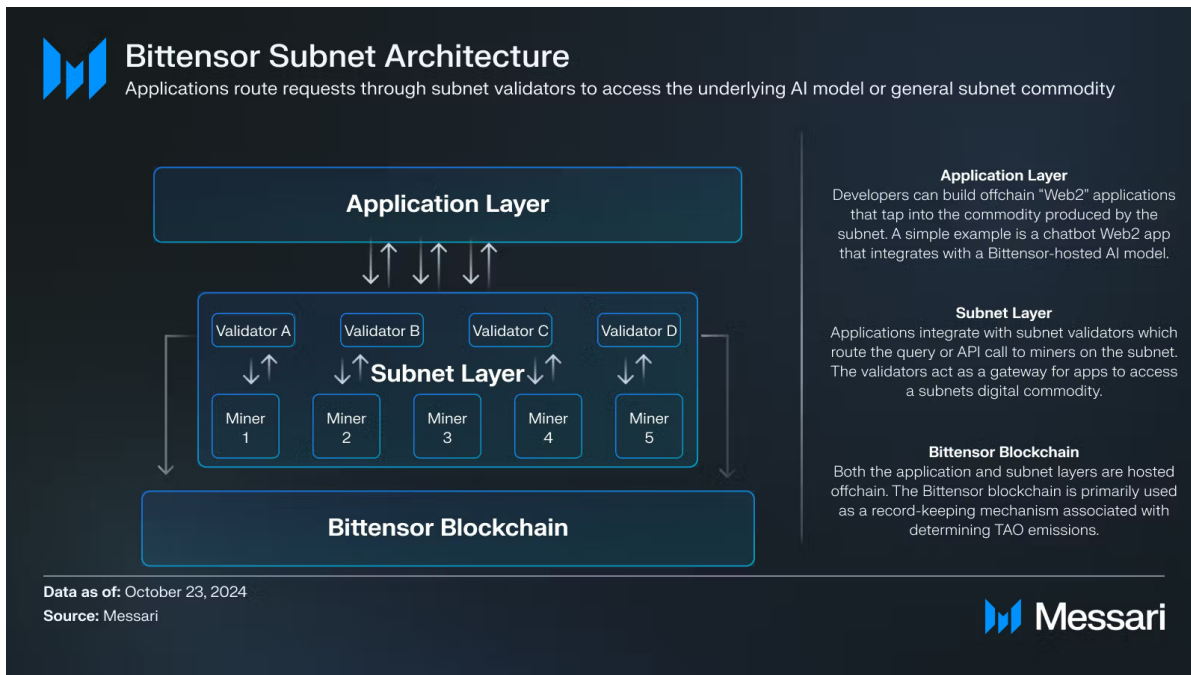 Bittensor Subnet Architecture
Applications route requests through subnet validators to access the underlying AI model or general subnet commodity
Application Layer
Validator A
Validator B
Validator C
Validator D
Subnet Layer
Miner
1
Miner
2
Miner
3
Miner
4
Miner
5
Bittensor Blockchain
Application Layer
Developers can build offchain “Web2” applications
that tap into the commodity produced by the
subnet. A simple example is a chatbot Web2 app
that integrates with a Bittensor-hosted AI model.
Subnet Layer
Applications integrate with subnet validators which
route the query or API call to miners on the subnet.
The validators act as a gateway for apps to access
a subnets digital commodity.
Bittensor Blockchain
Both the application and subnet layers are hosted
offchain. The Bittensor blockchain is primarily used
as a record-keeping mechanism associated with
determining TAO emissions.
Data as of: October 23, 2024
Source: Messari
Messari